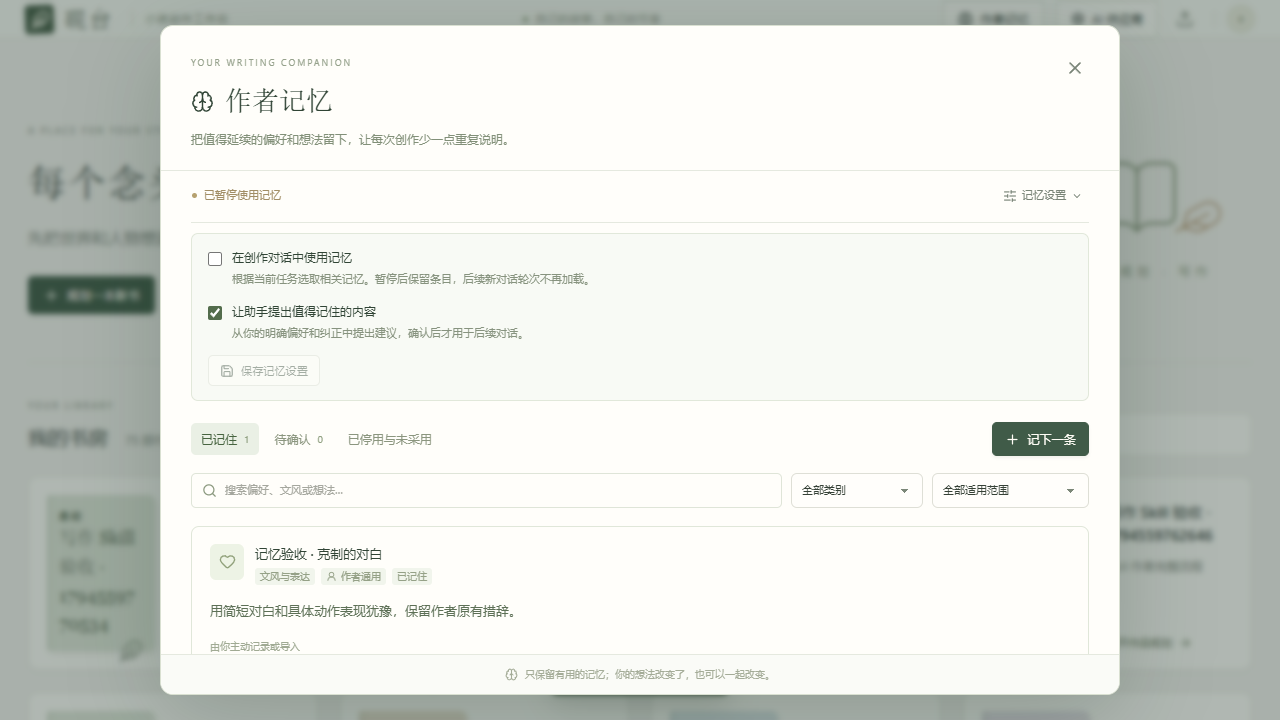 YOUR WRITING COMPANION
作者记忆
把值得延续的偏好和想法留下，让每次创作少一点重复说明。
已暂停使用记忆
记忆设置
在创作对话中使用记忆
根据当前任务选取相关记忆。暂停后保留条目，后续新对话轮次不再加载。
让助手提出值得记住的内容
从你的明确偏好和纠正中提出建议，确认后才用于后续对话。
保存记忆设置
已记住 1
待确认 0
已停用与未采用
记下一条
搜索偏好、文风或想法...
全部类别
全部适用范围
记忆验收 · 克制的对白
文风与表达
作者通用
已记住
用简短对白和具体动作表现犹豫，保留作者原有措辞。
由你主动记录或导入
只保留有用的记忆；你的想法改变了，也可以一起改变。
每个念